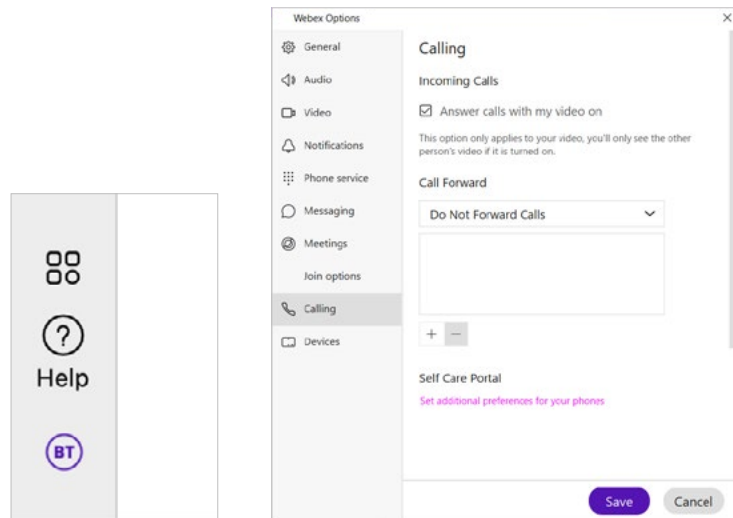 Help
BT
Webex Options
General
Audio
Video
Notifications
Phone service
Messaging
Meetings
Join options
Calling
Devices
Calling
Incoming Calls
Answer calls with my video on
This option only applies to your video, you'll only see the other
person's video if it is turned on.
Call Forward
Do Not Forward Calls
Self Care Portal
Set additional preferences for your phones
Save
Cancel